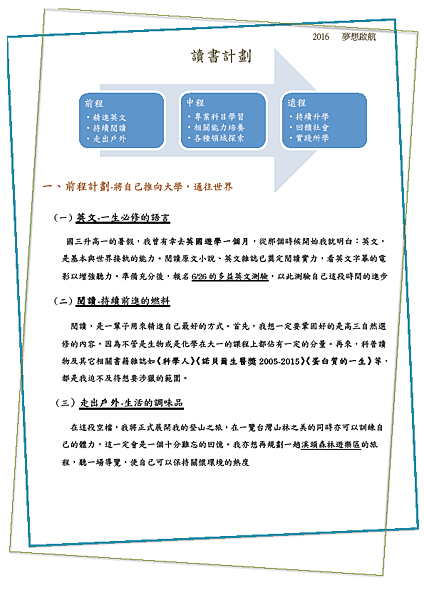 2016 夢想啟航
讀書計劃
前程
・精進英文
・持續閱讀
・走出戶外
中程
・專業科目學習
・相關能力培養
・各種領域探索
遠程
・持續升學
・回饋社會
・實踐所學
一、前程計劃-將自己推向大學，通往世界
（一）英文-一生必修的語言
國三升高一的暑假，我曾有幸去英國遊學一個月，從那個時候開始我就明白：英文，
是基本與世界接軌的能力。閱讀原文小說、英文雜誌已奠定閱讀實力，看英文字幕的電
影以增強聽力。準備充分後，報名 6/26 的多益英文測驗，以此測驗自己這段時間的進步
（二）閱讀-持續前進的燃料
閱讀，是一輩子用來精進自己最好的方式。首先，我想一定要鞏固好的是高三自然選
修的內容，因為不管是生物或是化學在大一的課程上都佔有一定的分量。再來，科普讀
物及其它相關書籍雜誌如《科學人》《諾貝爾生醫獎 2005-2015》《蛋白質的一生》等，
都是我迫不及待想要涉獵的範圍。
（三）走出戶外-生活的調味品
在這段空檔，我將正式展開我的登山之旅，在一覽台灣山林之美的同時亦可以訓練自
己的體力，這一定會是一個十分難忘的回憶。我亦想再規劃一趟溪頭森林遊樂區的旅
程，聽一場導覽，使自己可以保持關懷環境的熱度